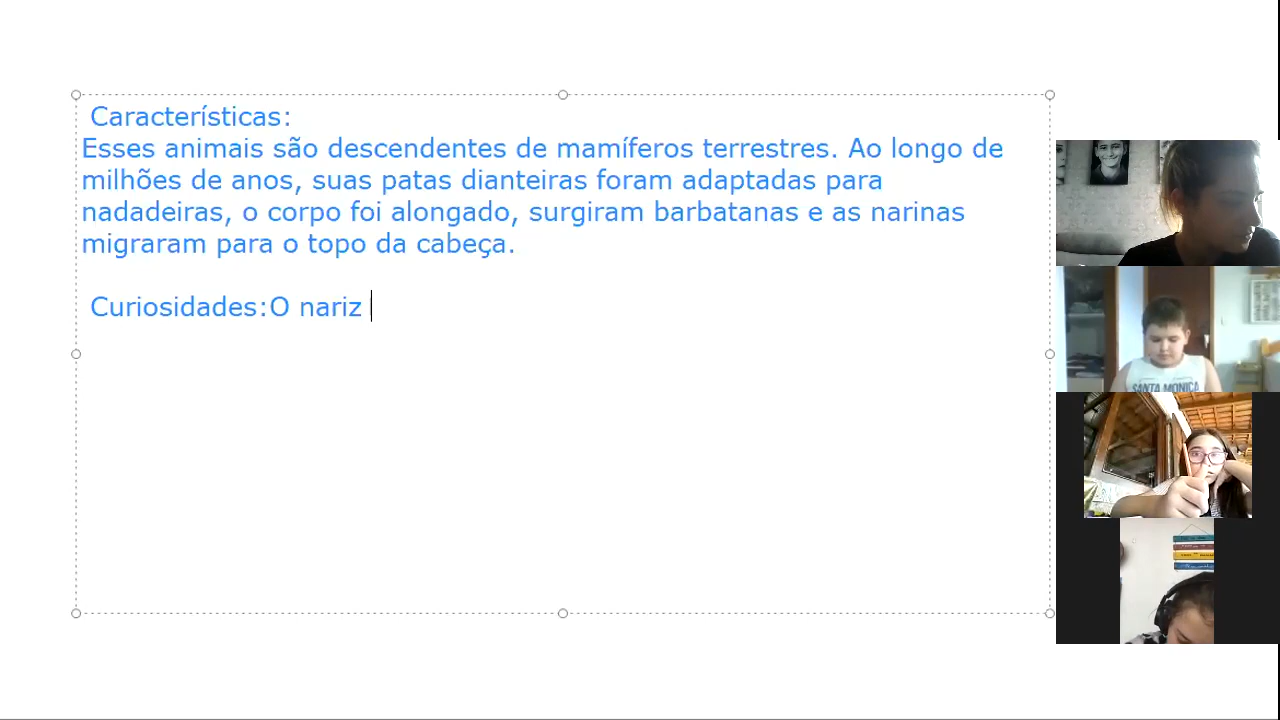 Características:
Esses animais são descendentes de mamíferos terrestres. Ao longo de
milhões de anos, suas patas dianteiras foram adaptadas para
nadadeiras, o corpo foi alongado, surgiram barbatanas e as narinas
migraram para o topo da cabeça.
Curiosidades:O nariz
SANTA MONICA